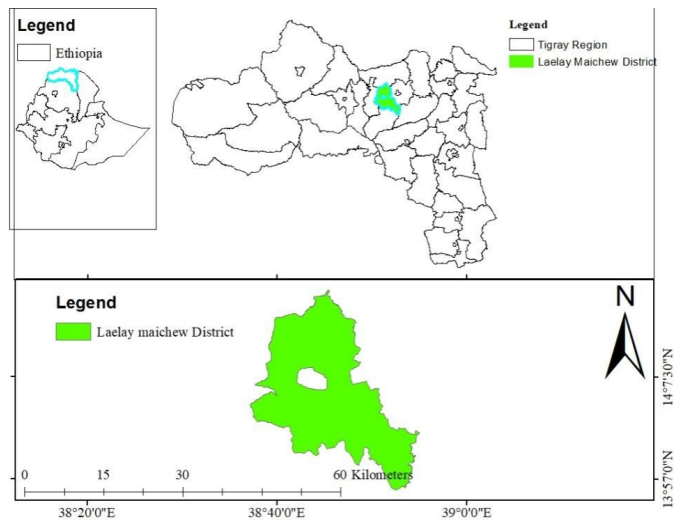 Legend
Ethiopia
Legend
Tigray Region
Laelay Maichew District
Legend
Laelay maichew District
N
14°7'30"N
13°57'0"N
0 15 30 60 Kilometers
38°20'0"E 38°40'0"E 39°0'0"E